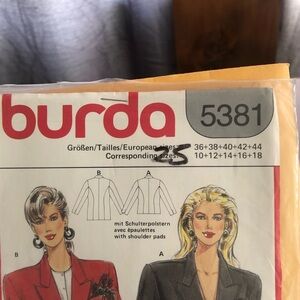 burda 5381
Größen/Tailles/European sizes: 36+38+40+42+44
Corresponding sizes: 10+12+14+16+18
B A
mit Schulterpolstern
avec épaulettes
with shoulder pads
B A